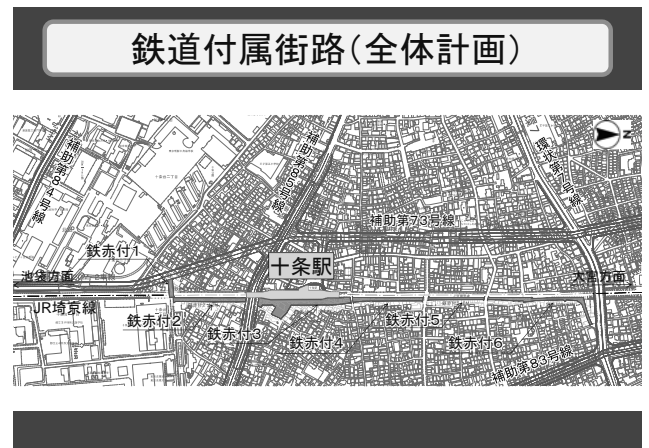 鉄道付属街路(全体計画)
補助第84号線
補助第85号線
環状第7号線
N
補助第73号線
鉄赤付1
池袋方面
十条駅
大宮方面
JR埼京線
鉄赤付2
鉄赤付3
鉄赤付4
鉄赤付5
鉄赤付6
補助第83号線